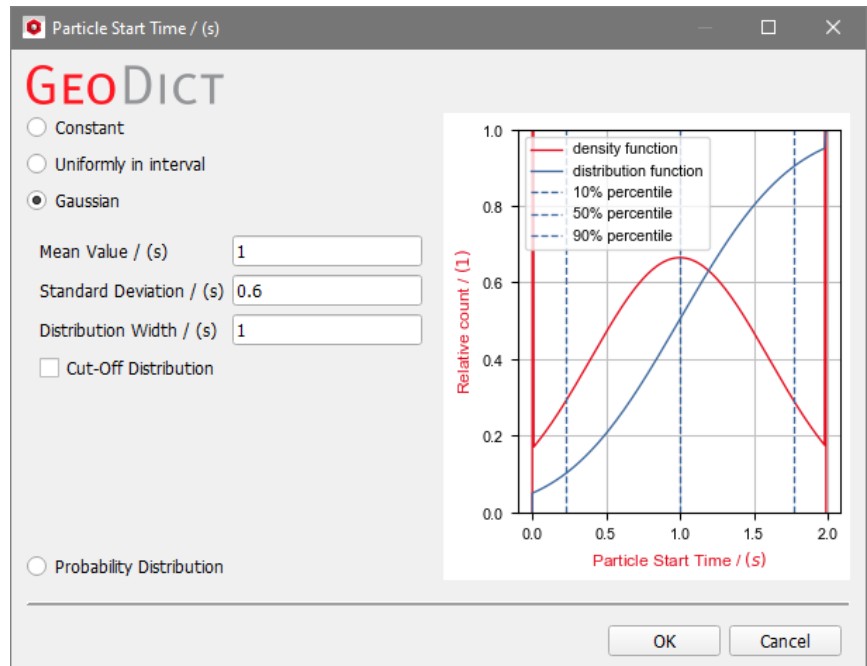 Particle Start Time / (s)
GEODICT
Constant
Uniformly in interval
Gaussian
Mean Value / (s) 1
Standard Deviation / (s) 0.6
Distribution Width / (s) 1
Cut-Off Distribution
Probability Distribution
density function
distribution function
10% percentile
50% percentile
90% percentile
Relative count / (1)
1.0
0.8
0.6
0.4
0.2
0.0
0.0 0.5 1.0 1.5 2.0
Particle Start Time / (s)
OK Cancel